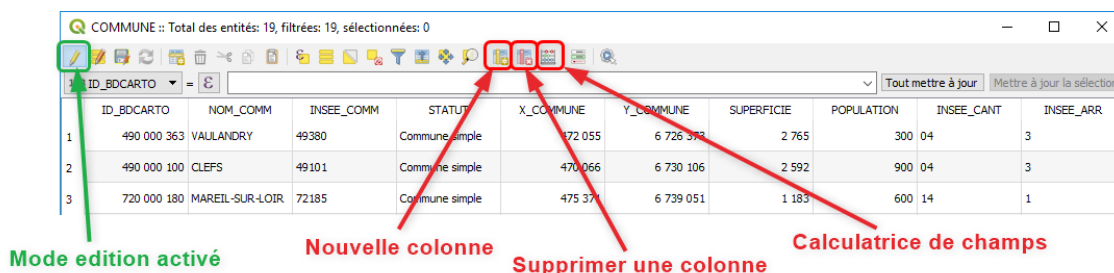 COMMUNE :: Total des entités: 19, filtrées: 19, sélectionnées: 0
ID_BDCARTO = ε Tout mettre à jour Mettre à jour la sélection
ID_BDCARTO NOM_COMM INSEE_COMM STATUT X_COMMUNE Y_COMMUNE SUPERFICIE POPULATION INSEE_CANT INSEE_ARR
1 490 000 363 VAULANDRY 49380 Commune simple 472 055 6 726 373 2 765 300 04 3
2 490 000 100 CLEFS 49101 Commune simple 470 066 6 730 106 2 592 900 04 3
3 720 000 180 MAREIL-SUR-LOIR 72185 Commune simple 475 371 6 739 051 1 183 600 14 1
Mode edition activé
Nouvelle colonne
Supprimer une colonne
Calculatrice de champs